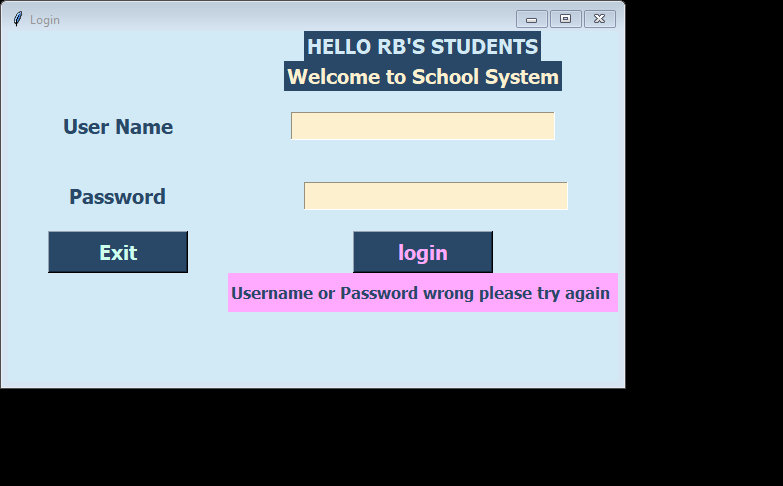 Login
HELLO RB'S STUDENTS
Welcome to School System
User Name
Password
Exit
login
Username or Password wrong please try again